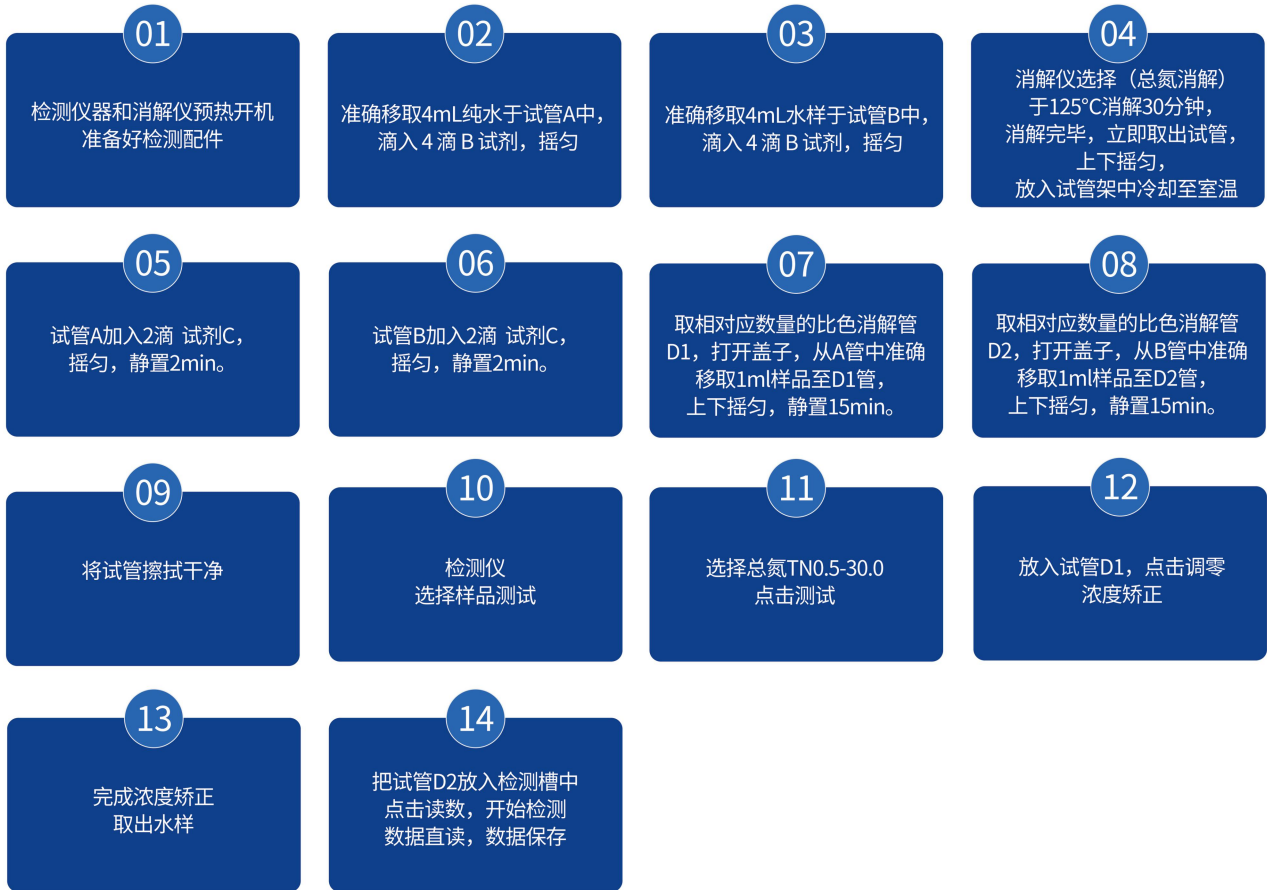 01
检测仪器和消解仪预热开机
准备好检测配件
02
准确移取4mL纯水于试管A中，
滴入 4 滴 B 试剂，摇匀
03
准确移取4mL水样于试管B中，
滴入 4 滴 B 试剂，摇匀
04
消解仪选择（总氮消解）
于125°C消解30分钟，
消解完毕，立即取出试管，
上下摇匀，
放入试管架中冷却至室温
05
试管A加入2滴 试剂C，
摇匀，静置2min。
06
试管B加入2滴 试剂C，
摇匀，静置2min。
07
取相对应数量的比色消解管
D1，打开盖子，从A管中准确
移取1ml样品至D1管，
上下摇匀，静置15min。
08
取相对应数量的比色消解管
D2，打开盖子，从B管中准确
移取1ml样品至D2管，
上下摇匀，静置15min。
09
将试管擦拭干净
10
检测仪
选择样品测试
11
选择总氮TN0.5-30.0
点击测试
12
放入试管D1，点击调零
浓度矫正
13
完成浓度矫正
取出水样
14
把试管D2放入检测槽中
点击读数，开始检测
数据直读，数据保存